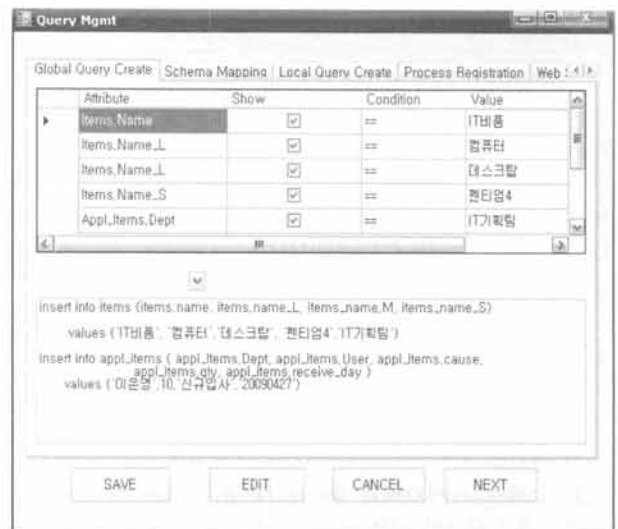 Query Mgmt
Global Query Create Schema Mapping Local Query Create Process Registration Web
Attribute Show Condition Value
Items.Name == IT비품
Items.Name_L == 컴퓨터
Items.Name_L == 데스크탑
Items.Name_S == 펜티엄4
Appl_Items.Dept == IT기획팀
insert into items (items.name, items.name_L, items_name,M, items_name_S)
values ('IT비품', '컴퓨터','데스크탑', '펜티엄4','IT기획팀')
insert into appl_items ( appl_items.Dept, appl_items.User, appl_items.cause,
appl_items.qty, appl_items.receive_day )
values ('이은영',10,'신규입사','20090427')
SAVE EDIT CANCEL NEXT